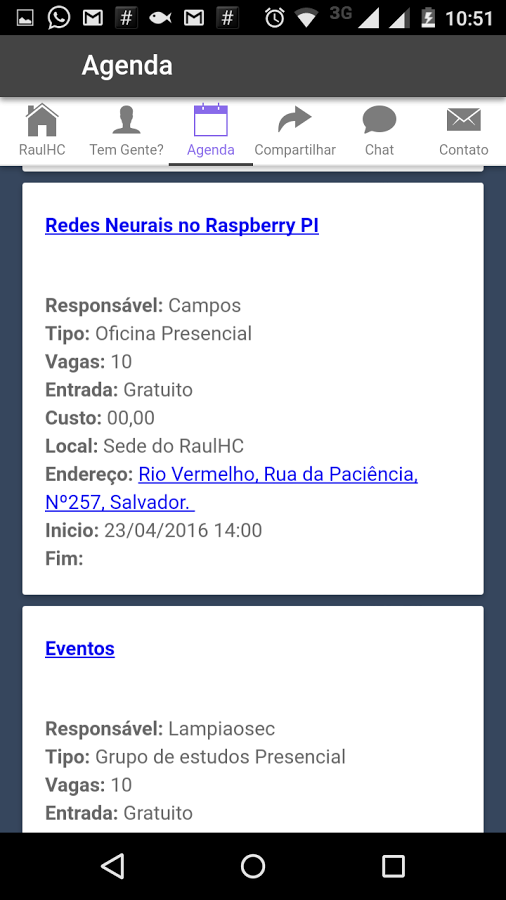 # # 3G 10:51
Agenda
RaulHC Tem Gente? Agenda Compartilhar Chat Contato
Redes Neurais no Raspberry PI
Responsável: Campos
Tipo: Oficina Presencial
Vagas: 10
Entrada: Gratuito
Custo: 00,00
Local: Sede do RaulHC
Endereço: Rio Vermelho, Rua da Paciência,
Nº257, Salvador.
Inicio: 23/04/2016 14:00
Fim:
Eventos
Responsável: Lampiaosec
Tipo: Grupo de estudos Presencial
Vagas: 10
Entrada: Gratuito